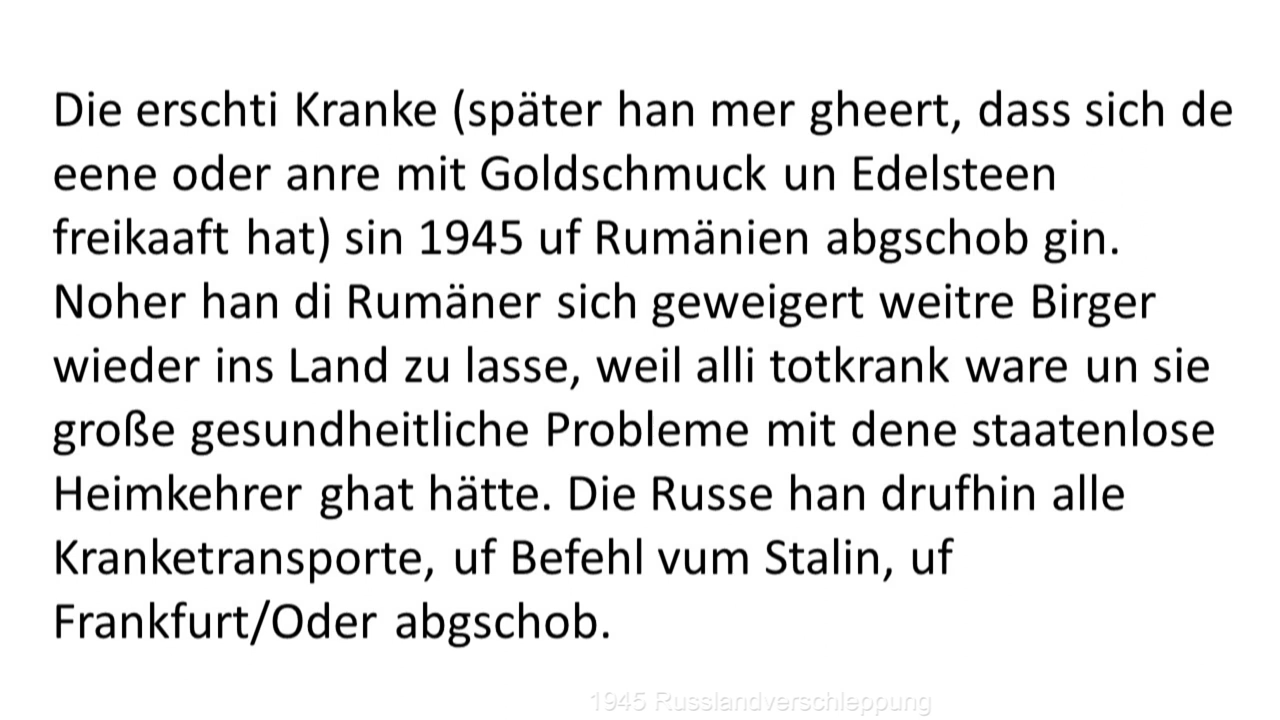 Die erschti Kranke (später han mer gheert, dass sich de
eene oder anre mit Goldschmuck un Edelsteen
freikaaft hat) sin 1945 uf Rumänien abgschob gin.
Noher han di Rumäner sich geweigert weitre Birger
wieder ins Land zu lasse, weil alli totkrank ware un sie
große gesundheitliche Probleme mit dene staatenlose
Heimkehrer ghat hätte. Die Russe han drufhin alle
Kranketransporte, uf Befehl vum Stalin, uf
Frankfurt/Oder abgschob.
1945 Russlandverschleppung